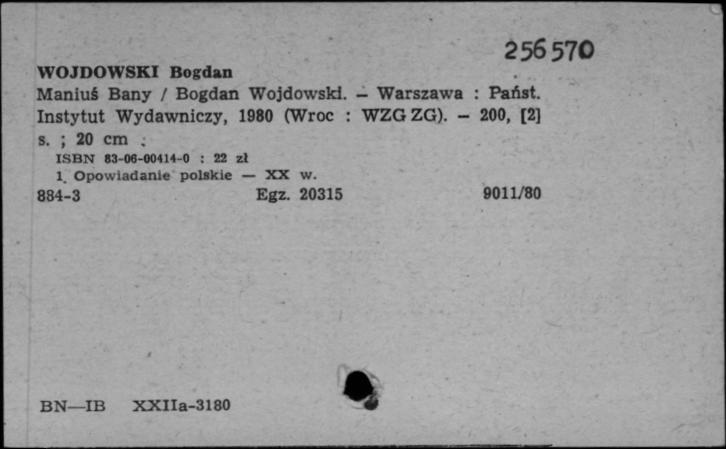 256570
WOJDOWSKI Bogdan
Maniuś Bany / Bogdan Wojdowski. — Warszawa : Państ.
Instytut Wydawniczy, 1980 (Wroc : WZG ZG). — 200, [2]
s. ; 20 cm .
ISBN 83-06-00414-0 : 22 zł
1. Opowiadanie polskie — XX w.
884-3 Egz. 20315 9011/80
BN—IB XXIIa-3180